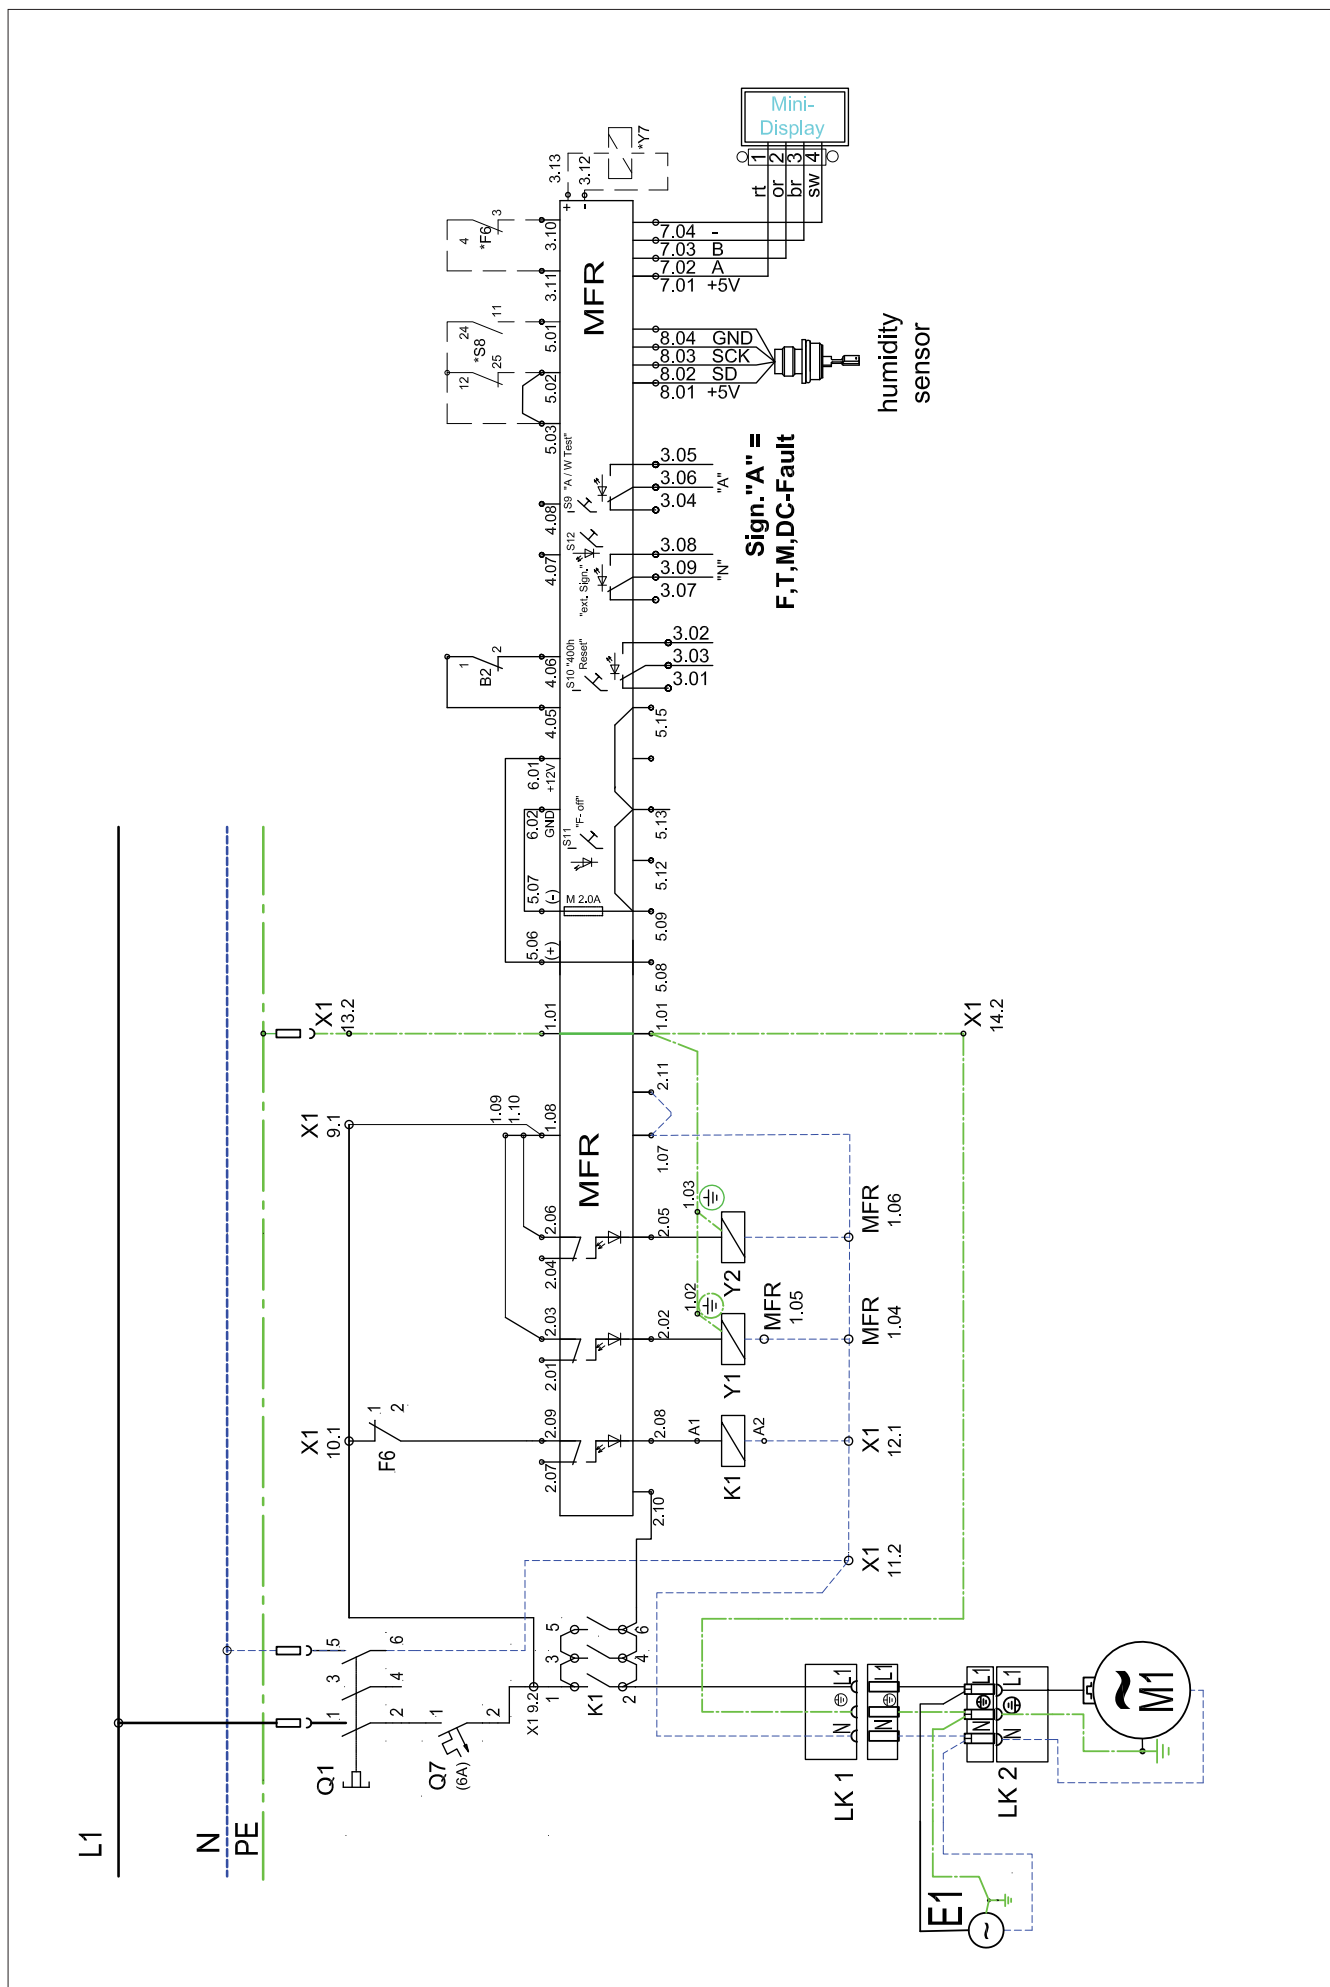 Mini-
Display
1
2
3
4
rt
or
br
sw
*Y7
3.13
3.12
+
-
4
3
*F6
3.10
3.11
MFR
7.04 -
7.03 B
7.02 A
7.01 +5V
24
11
*S8
12
25
5.01
5.02
5.03
8.04 GND
8.03 SCK
8.02 SD
8.01 +5V
humidity
sensor
S9 "A / W Test"
4.08
4.07
S12
"ext. Sign."
3.05
3.06
3.04
"A"
3.08
3.09
3.07
"N"
Sign."A" =
F,T,M,DC-Fault
1
2
B2
4.06
4.05
S10 "400h
Reset"
3.02
3.03
3.01
5.15
6.01
+12V
6.02
GND
S11
"F- off"
5.13
5.12
5.07
(-)
M 2.0A
5.09
5.06
(+)
5.08
X1
13.2
1.01
1.01
X1
14.2
X1
9.1
1.09
1.10
1.08
2.11
1.07
MFR
2.06
2.04
2.05
1.03
Y2
MFR
1.06
2.03
2.01
2.02
1.02
Y1
MFR
1.05
MFR
1.04
X1
10.1
1
2
F6
2.09
2.07
2.08
A1
A2
K1
X1
12.1
2.10
X1
11.2
5
6
3
4
1
2
Q1
1
2
Q7
(6A)
X1 9.2
5
6
3
4
1
2
K1
L1
N
PE
L1
N
L1
N
LK 1
L1
N
L1
N
LK 2
M1
~
E1
~